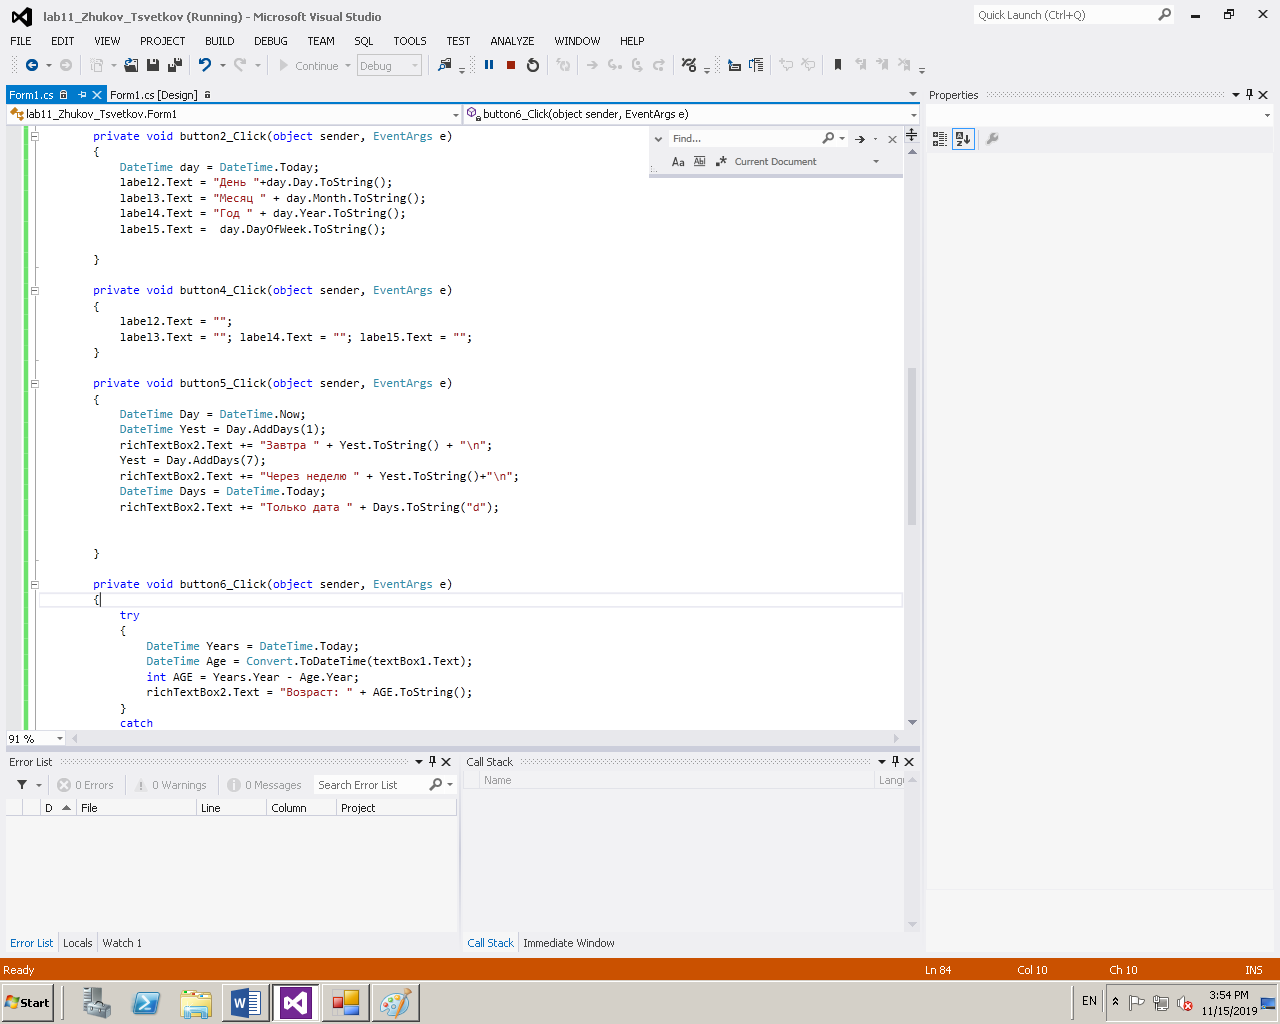 lab11_Zhukov_Tsvetkov (Running) - Microsoft Visual Studio
Quick Launch (Ctrl+Q)
FILE EDIT VIEW PROJECT BUILD DEBUG TEAM SQL TOOLS TEST ANALYZE WINDOW HELP
Continue Debug
Form1.cs Form1.cs [Design]
Properties
lab11_Zhukov_Tsvetkov.Form1 button6_Click(object sender, EventArgs e)
Find...
Aa Ab Current Document
private void button2_Click(object sender, EventArgs e)
{
DateTime day = DateTime.Today;
label2.Text = "День "+day.Day.ToString();
label3.Text = "Месяц " + day.Month.ToString();
label4.Text = "Год " + day.Year.ToString();
label5.Text =  day.DayOfWeek.ToString();
}
private void button4_Click(object sender, EventArgs e)
{
label2.Text = "";
label3.Text = ""; label4.Text = ""; label5.Text = "";
}
private void button5_Click(object sender, EventArgs e)
{
DateTime Day = DateTime.Now;
DateTime Yest = Day.AddDays(1);
richTextBox2.Text += "Завтра " + Yest.ToString() + "\n";
Yest = Day.AddDays(7);
richTextBox2.Text += "Через неделю " + Yest.ToString()+"\n";
DateTime Days = DateTime.Today;
richTextBox2.Text += "Только дата " + Days.ToString("d");
}
private void button6_Click(object sender, EventArgs e)
{
try
{
DateTime Years = DateTime.Today;
DateTime Age = Convert.ToDateTime(textBox1.Text);
int AGE = Years.Year - Age.Year;
richTextBox2.Text = "Возраст: " + AGE.ToString();
}
catch
91 %
Error List
0 Errors 0 Warnings 0 Messages Search Error List
D File Line Column Project
Call Stack
Name Langu
Error List Locals Watch 1
Call Stack Immediate Window
Ready Ln 84 Col 10 Ch 10 INS
Start EN 3:54 PM
11/15/2019